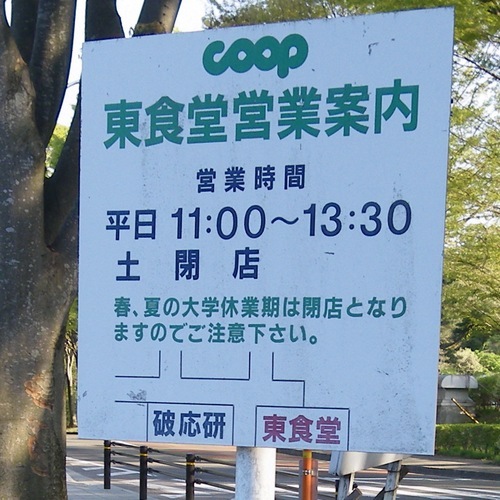 coop
東食堂営業案内
営業時間
平日 11:00～13:30
土 閉 店
春、夏の大学休業期は閉店となり
ますのでご注意下さい。
破応研 東食堂